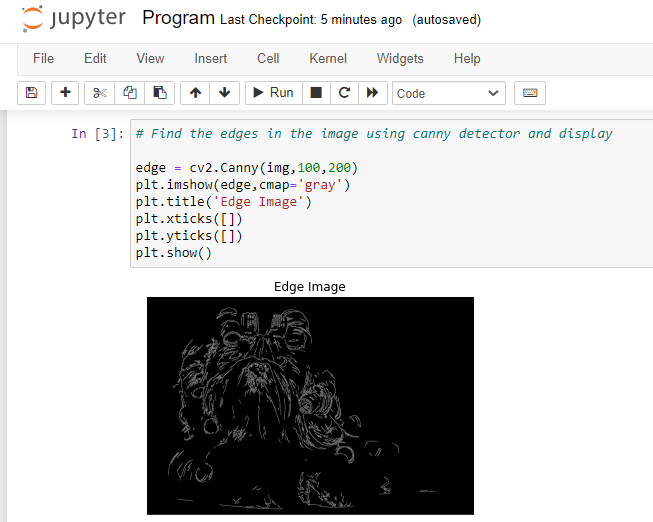 jupyter Program Last Checkpoint: 5 minutes ago (autosaved)
File Edit View Insert Cell Kernel Widgets Help
Run Code
In [3]: # Find the edges in the image using canny detector and display
edge = cv2.Canny(img,100,200)
plt.imshow(edge,cmap='gray')
plt.title('Edge Image')
plt.xticks([])
plt.yticks([])
plt.show()
Edge Image